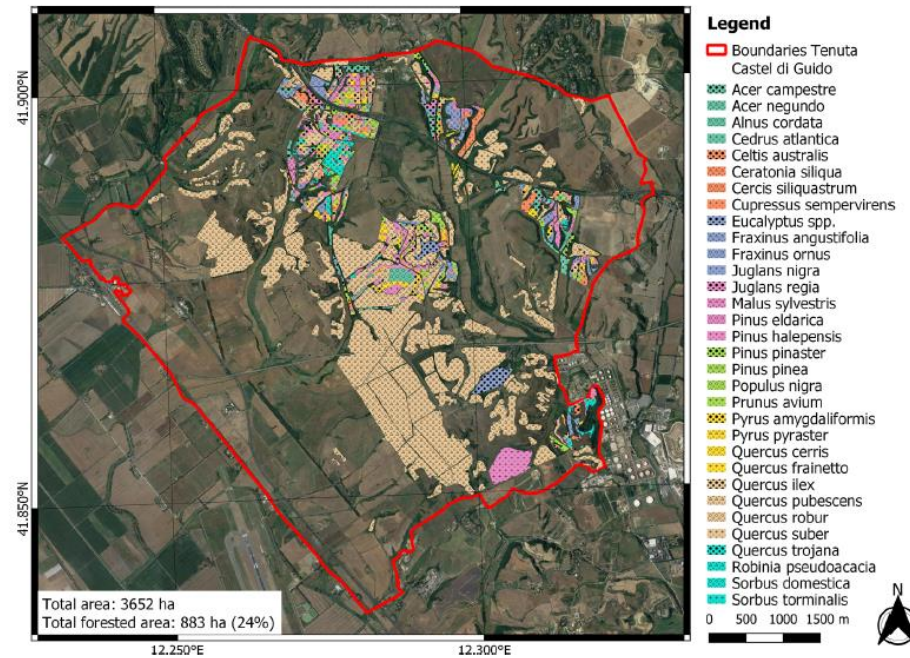 41.900°N
41.850°N
12.250°E
12.300°E
Total area: 3652 ha
Total forested area: 883 ha (24%)
Legend
Boundaries Tenuta
Castel di Guido
Acer campestre
Acer negundo
Alnus cordata
Cedrus atlantica
Celtis australis
Ceratonia siliqua
Cercis siliquastrum
Cupressus sempervirens
Eucalyptus spp.
Fraxinus angustifolia
Fraxinus ornus
Juglans nigra
Juglans regia
Malus sylvestris
Pinus eldarica
Pinus halepensis
Pinus pinaster
Pinus pinea
Populus nigra
Prunus avium
Pyrus amygdaliformis
Pyrus pyraster
Quercus cerris
Quercus frainetto
Quercus ilex
Quercus pubescens
Quercus robur
Quercus suber
Quercus trojana
Robinia pseudoacacia
Sorbus domestica
Sorbus torminalis
N
0 500 1000 1500 m